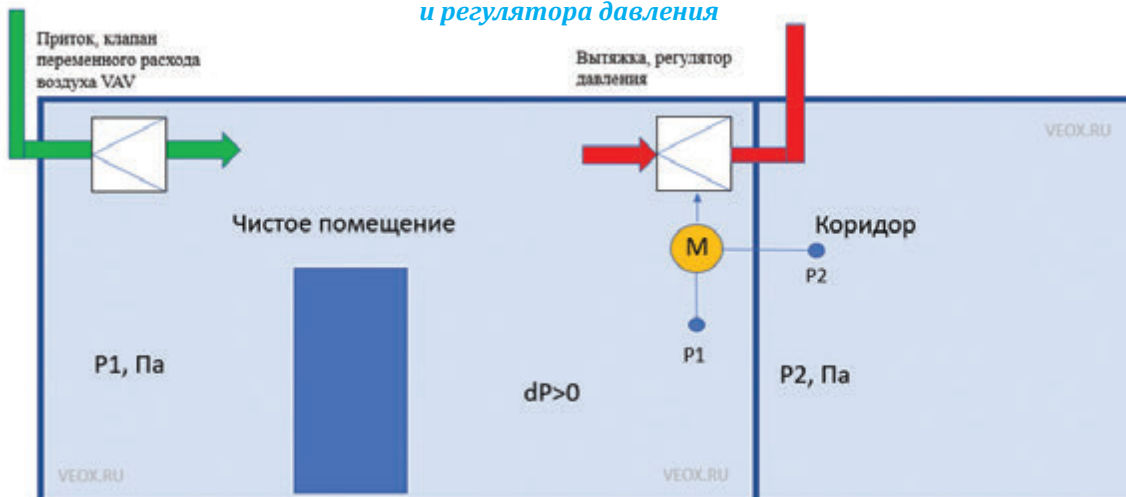 и регулятора давления
Приток, клапан
переменного расхода
воздуха VAV
Вытяжка, регулятор
давления
VEOX.RU
Чистое помещение
Коридор
M
P2
P1
P1, Па
P2, Па
dP>0
VEOX.RU
VEOX.RU